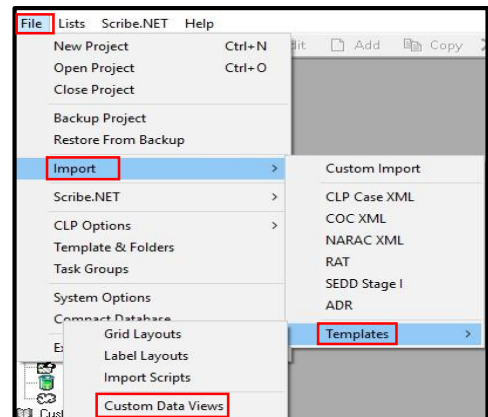 File Lists Scribe.NET Help
New Project Ctrl+N
Open Project Ctrl+O
Close Project
Backup Project
Restore From Backup
Import >
Scribe.NET >
CLP Options >
Template & Folders
Task Groups
System Options
Compact Database
Add Copy
Custom Import
CLP Case XML
COC XML
NARAC XML
RAT
SEDD Stage I
ADR
Templates >
Grid Layouts
Label Layouts
Import Scripts
Custom Data Views